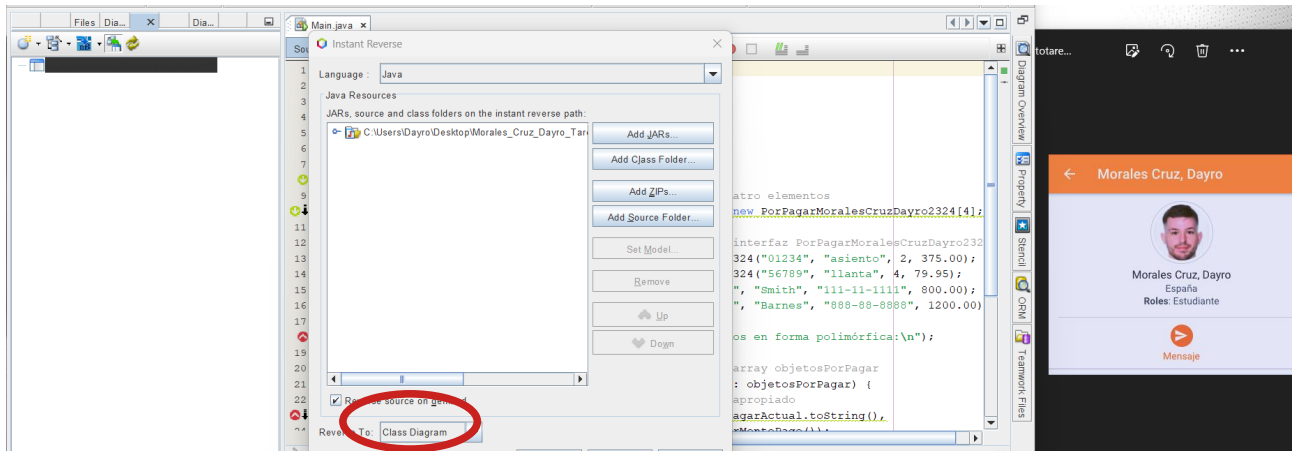 Files Dia... Dia...
Main.java
Sou
Instant Reverse
Language : Java
Java Resources
JARs, source and class folders on the instant reverse path:
C:\Users\Dayro\Desktop\Morales_Cruz_Dayro_Tar
Add JARs...
Add Class Folder...
Add ZIPs...
Add Source Folder...
Set Model...
Remove
Up
Down
Reverse source on demand
Reverse To: Class Diagram
1
2
3
4
5
6
7
9
11
12
13
14
15
16
17
19
20
21
22
atro elementos
new PorPagarMoralesCruzDayro2324[4];
interfaz PorPagarMoralesCruzDayro232
324("01234", "asiento", 2, 375.00);
324("56789", "llanta", 4, 79.95);
", "Smith", "111-11-1111", 800.00);
", "Barnes", "888-88-8888", 1200.00)
os en forma polimórfica:\n");
array objetosPorPagar
: objetosPorPagar) {
apropiado
agarActual.toString(),
rMontoPago());
Diagram Overview
Property
Stencil
ORM
Teamwork Files
totare...
Morales Cruz, Dayro
Morales Cruz, Dayro
España
Roles: Estudiante
Mensaje